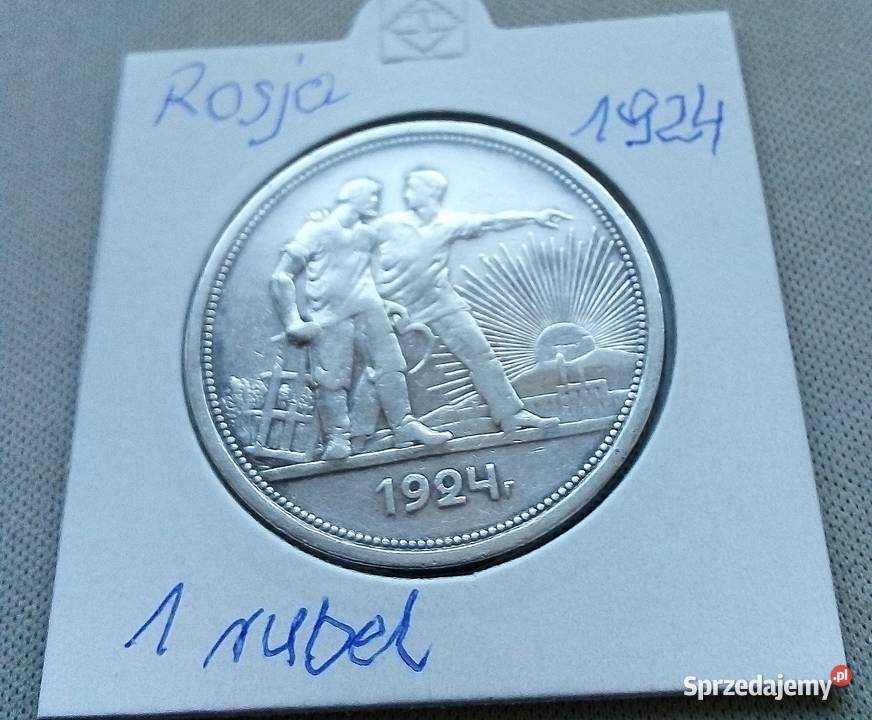 Rosja 1924
1924г
1 rubel
Sprzedajemy.pl